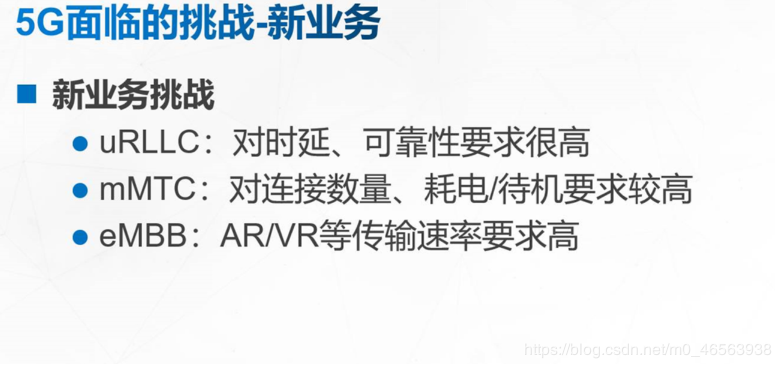 5G面临的挑战-新业务
新业务挑战
uRLLC：对时延、可靠性要求很高
mMTC：对连接数量、耗电/待机要求较高
eMBB：AR/VR等传输速率要求高
https://blog.csdn.net/m0_46563938